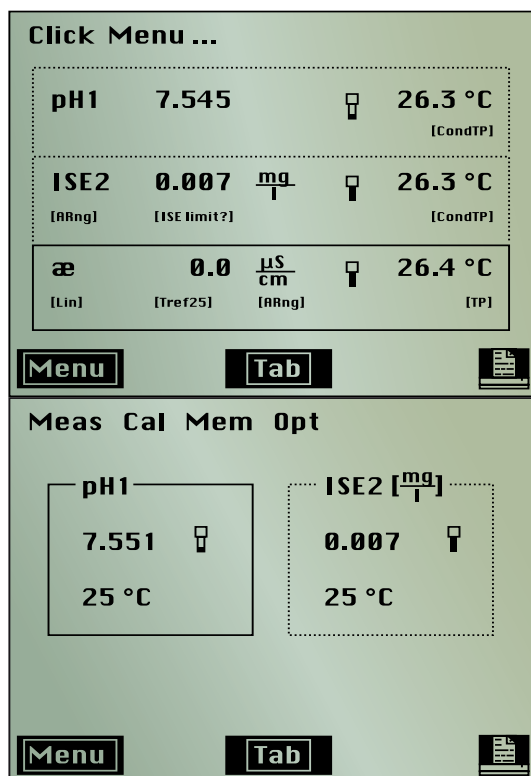 Click Menu ...
pH1 7.545 26.3 °C
[CondTP]
ISE2 0.007 mg/l 26.3 °C
[ARng] [ISE limit?] [CondTP]
æ 0.0 µS/cm 26.4 °C
[Lin] [Tref25] [ARng] [TP]
Menu Tab
Meas Cal Mem Opt
pH1 ISE2 [mg/l]
7.551 0.007
25 °C 25 °C
Menu Tab